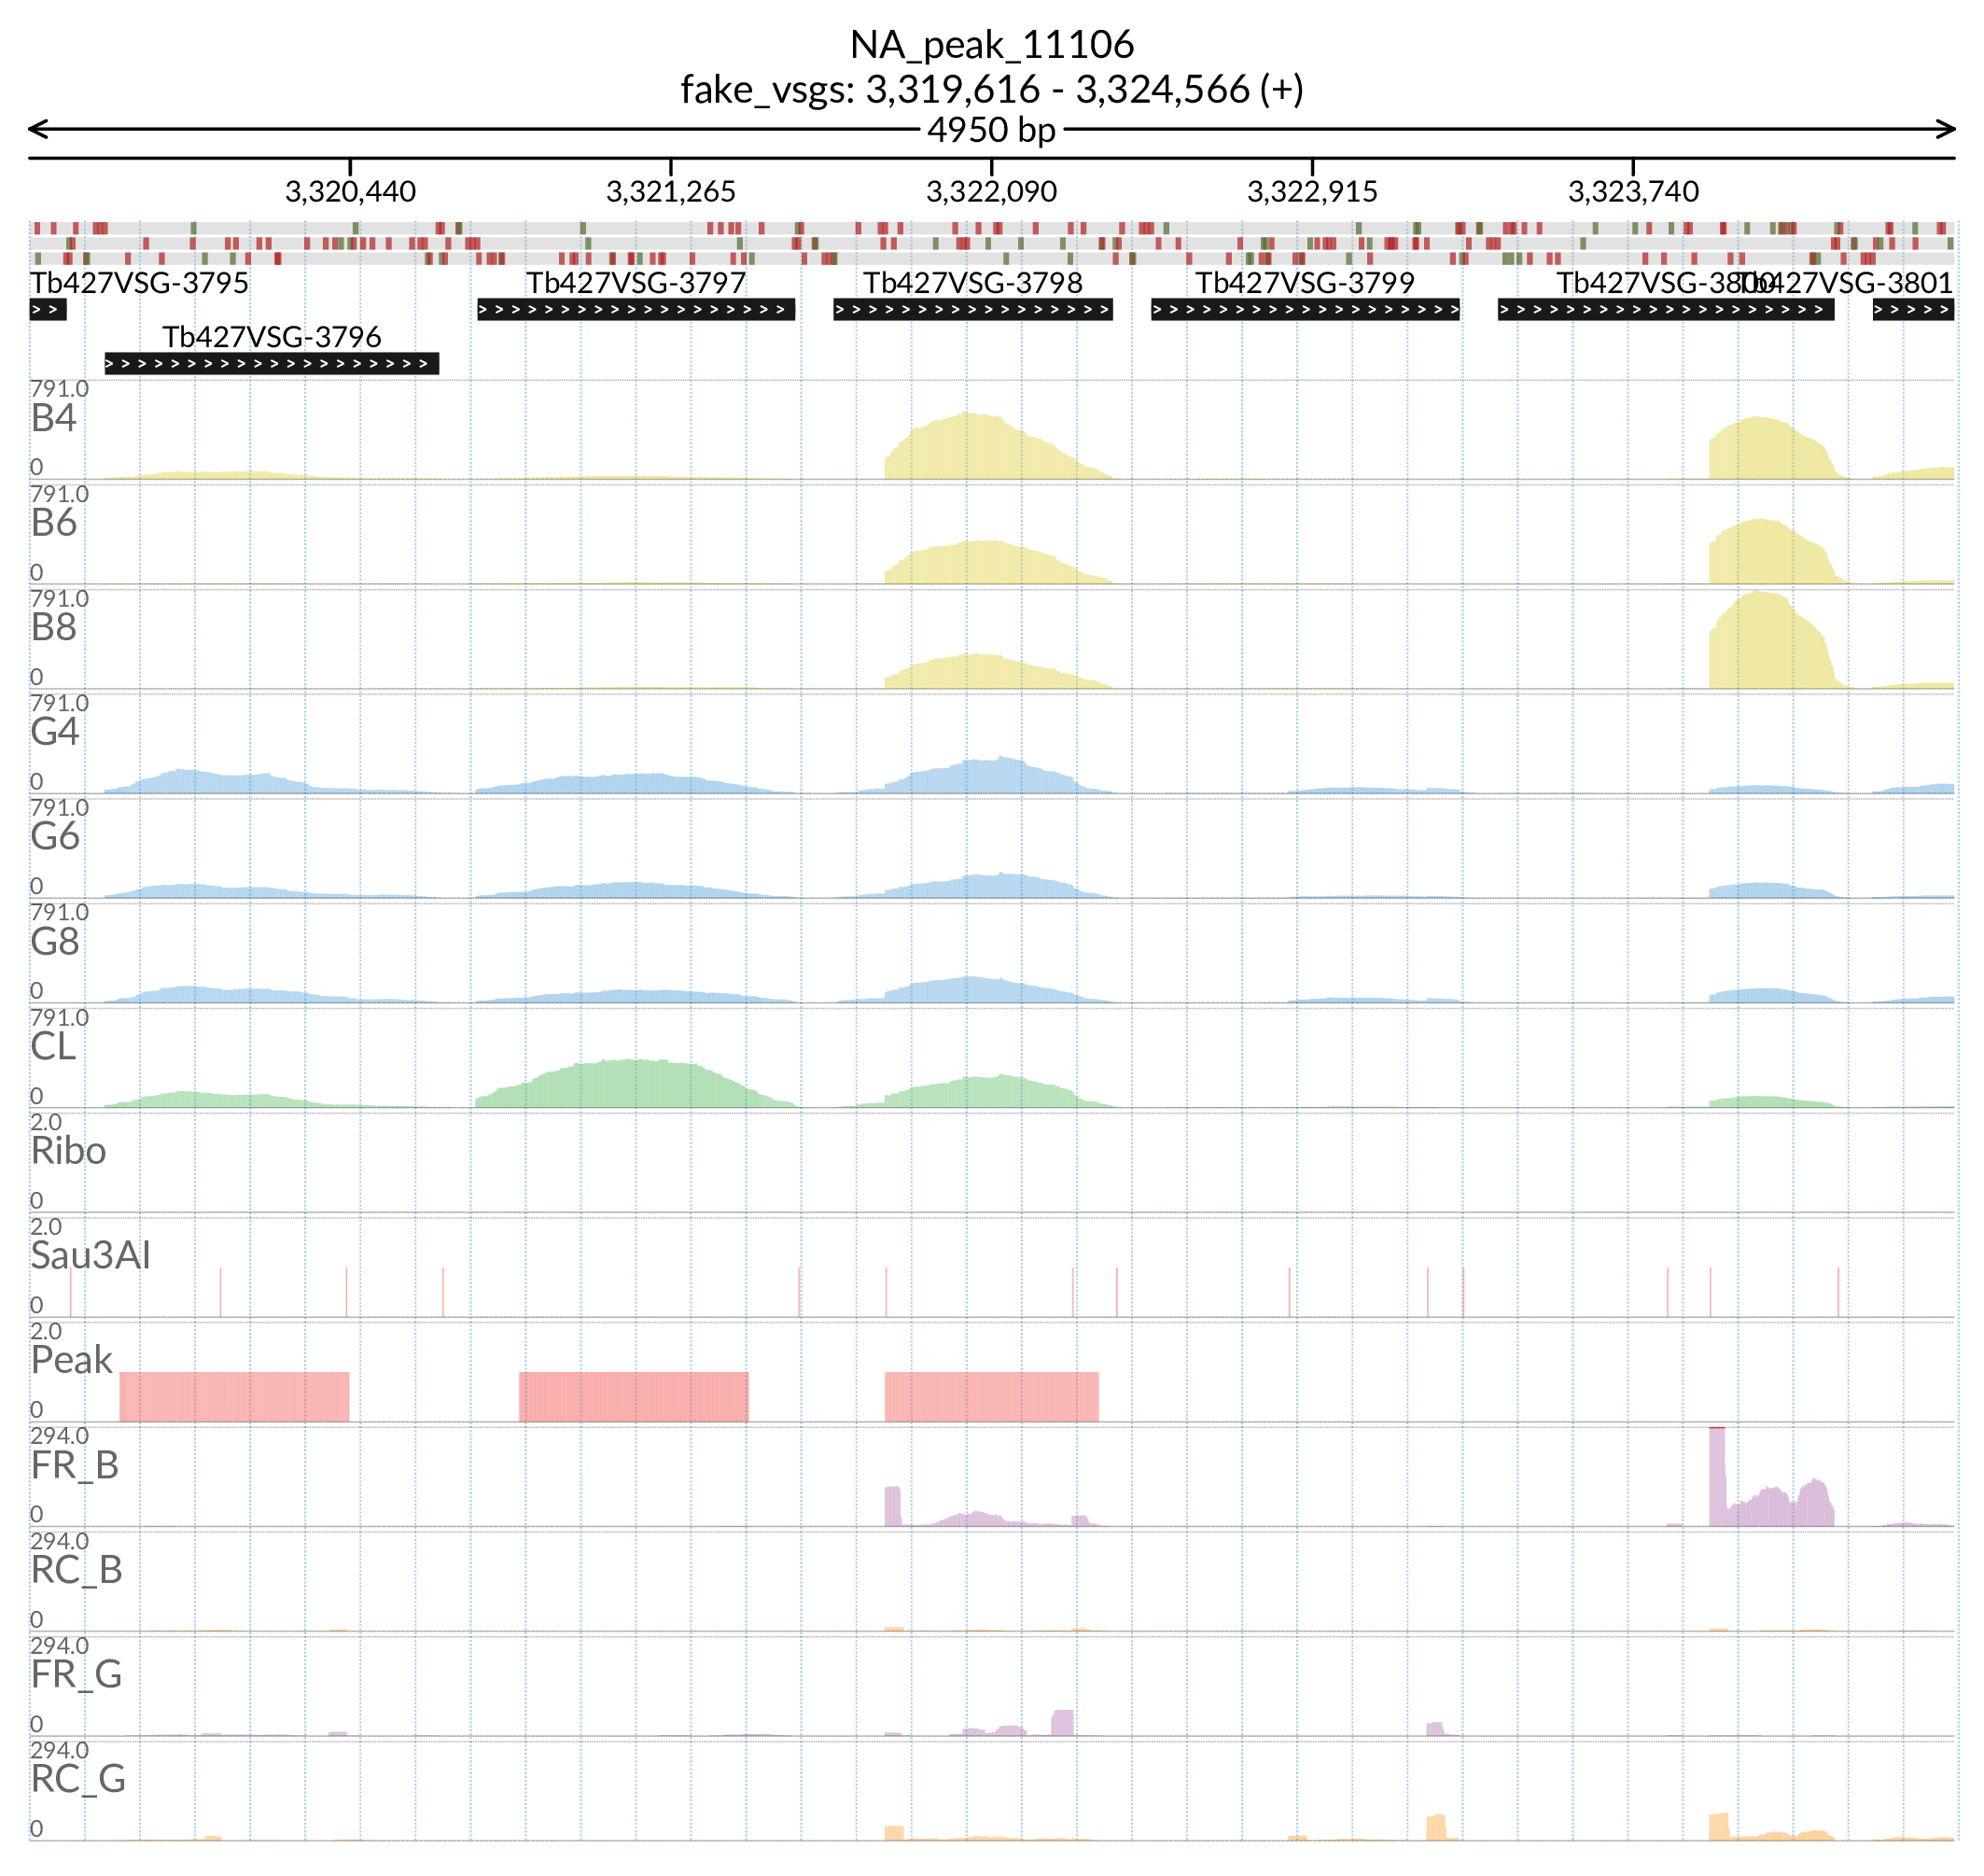 NA_peak_11106
fake_vsgs: 3,319,616 - 3,324,566 (+)
4950 bp
3,320,440 3,321,265 3,322,090 3,322,915 3,323,740
Tb427VSG-3795 Tb427VSG-3797 Tb427VSG-3798 Tb427VSG-3799 Tb427VSG-3800 Tb427VSG-3801
Tb427VSG-3796
791.0
B4
0
791.0
B6
0
791.0
B8
0
791.0
G4
0
791.0
G6
0
791.0
G8
0
791.0
CL
0
2.0
Ribo
0
2.0
Sau3AI
0
2.0
Peak
0
294.0
FR_B
0
294.0
RC_B
0
294.0
FR_G
0
294.0
RC_G
0